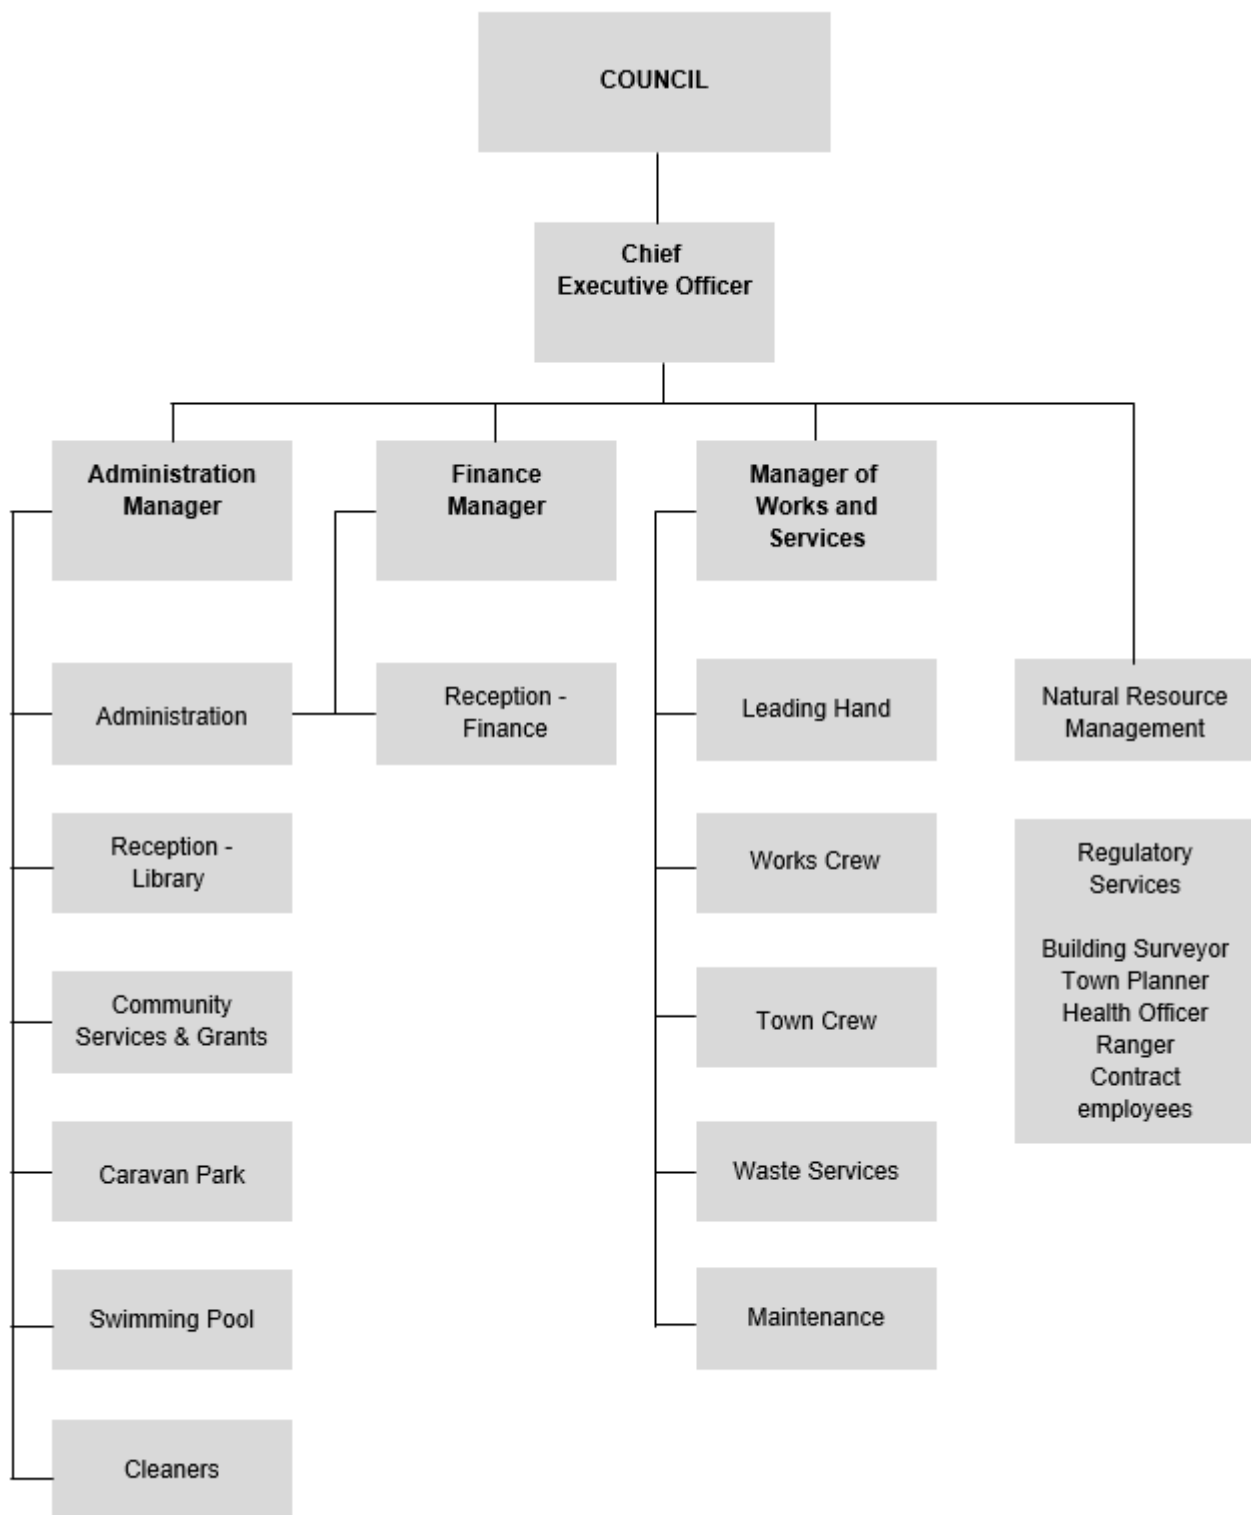 COUNCIL
Chief
Executive Officer
Administration
Manager
Finance
Manager
Manager of
Works and
Services
Administration
Reception -
Finance
Leading Hand
Natural Resource
Management
Reception -
Library
Works Crew
Regulatory
Services
Building Surveyor
Town Planner
Health Officer
Ranger
Contract
employees
Community
Services & Grants
Town Crew
Caravan Park
Waste Services
Swimming Pool
Maintenance
Cleaners